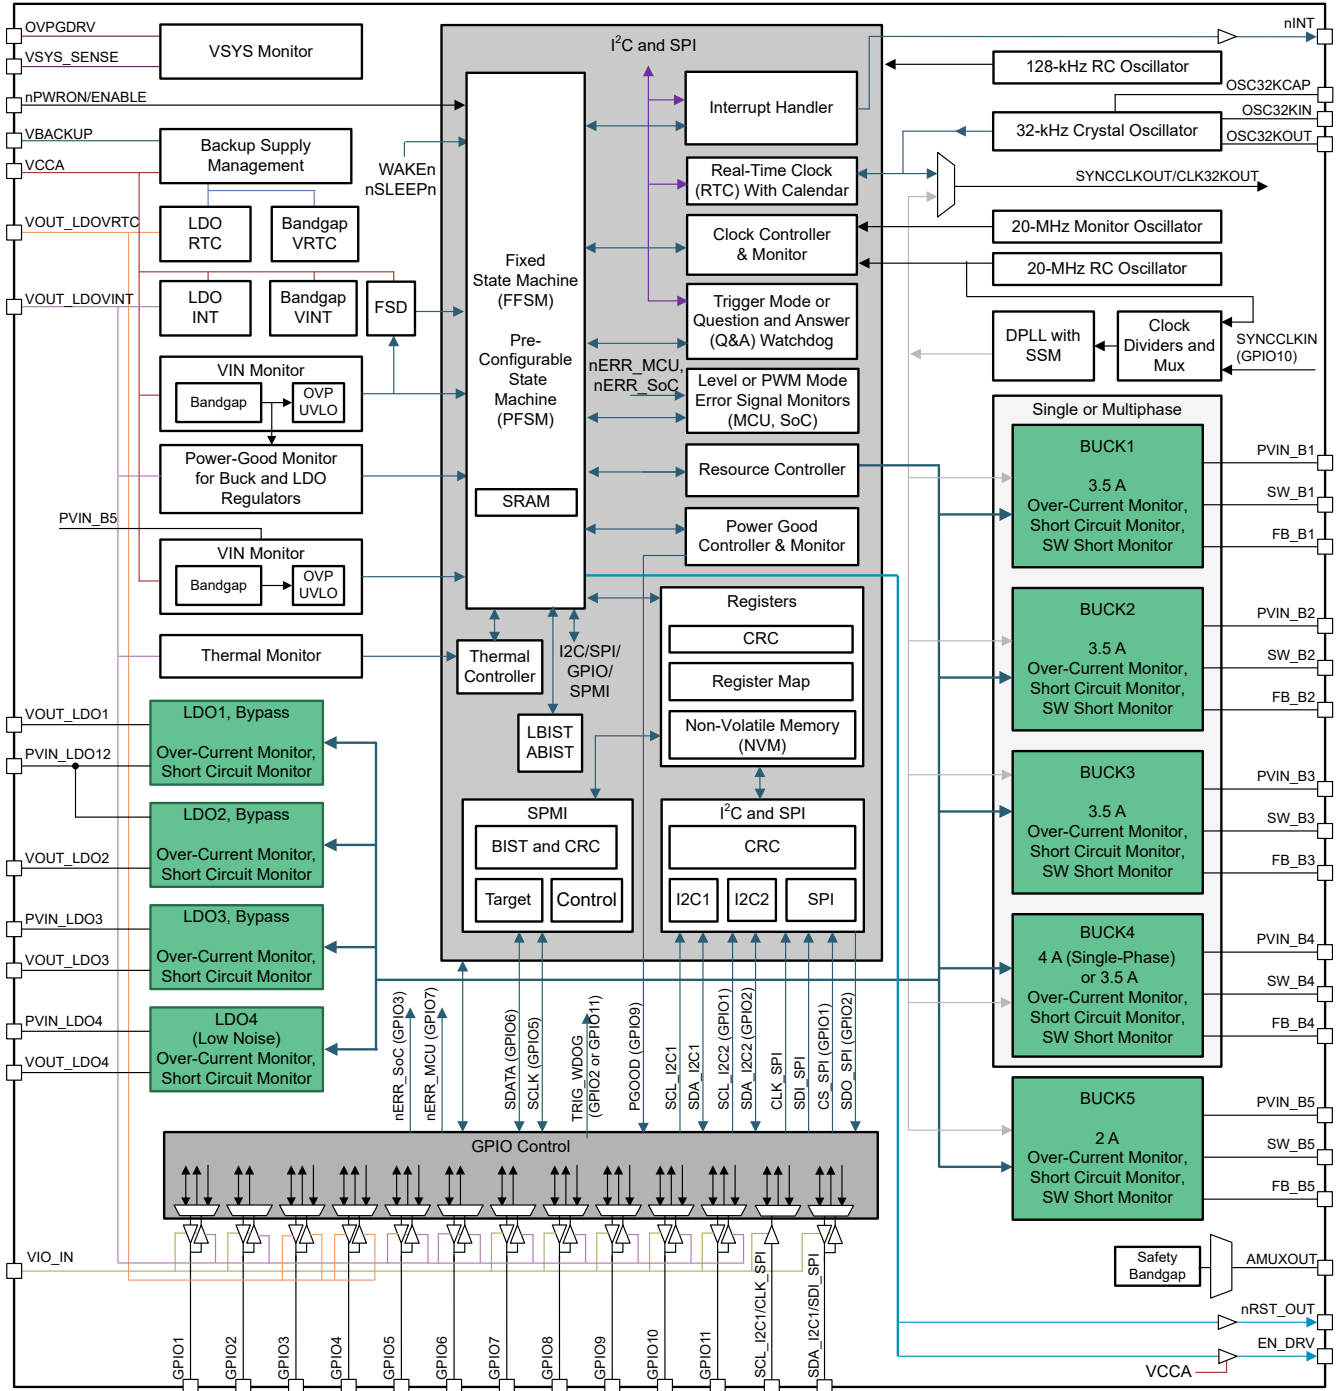 OVPGDRV
VSYS_SENSE
VSYS Monitor
nPWRON/ENABLE
VBACKUP
VCCA
Backup Supply
Management
VOUT_LDOVRTC
LDO
RTC
Bandgap
VRTC
VOUT_LDOVINT
LDO
INT
Bandgap
VINT
FSD
VIN Monitor
Bandgap
OVP
UVLO
Power-Good Monitor
for Buck and LDO
Regulators
PVIN_B5
VIN Monitor
Bandgap
OVP
UVLO
Thermal Monitor
VOUT_LDO1
PVIN_LDO12
LDO1, Bypass
Over-Current Monitor,
Short Circuit Monitor
VOUT_LDO2
LDO2, Bypass
Over-Current Monitor,
Short Circuit Monitor
PVIN_LDO3
VOUT_LDO3
LDO3, Bypass
Over-Current Monitor,
Short Circuit Monitor
PVIN_LDO4
VOUT_LDO4
LDO4
(Low Noise)
Over-Current Monitor,
Short Circuit Monitor
I2C and SPI
WAKEn
nSLEEPn
Fixed
State Machine
(FFSM)
Pre-
Configurable
State
Machine
(PFSM)
SRAM
Interrupt Handler
Real-Time Clock
(RTC) With Calendar
Clock Controller
& Monitor
Trigger Mode or
Question and Answer
(Q&A) Watchdog
nERR_MCU,
nERR_SoC
Level or PWM Mode
Error Signal Monitors
(MCU, SoC)
Resource Controller
Power Good
Controller & Monitor
Thermal
Controller
I2C/SPI/
GPIO/
SPMI
LBIST
ABIST
Registers
CRC
Register Map
Non-Volatile Memory
(NVM)
SPMI
BIST and CRC
Target
Control
I2C and SPI
CRC
I2C1
I2C2
SPI
nERR_SoC (GPIO3)
nERR_MCU (GPIO7)
SDATA (GPIO6)
SCLK (GPIO5)
TRIG_WDOG
(GPIO2 or GPIO11)
PGOOD (GPIO9)
SCL_I2C1
SDA_I2C1
SCL_I2C2 (GPIO1)
SDA_I2C2 (GPIO2)
CLK_SPI
SDI_SPI
CS_SPI (GPIO1)
SDO_SPI (GPIO2)
GPIO Control
VIO_IN
GPIO1
GPIO2
GPIO3
GPIO4
GPIO5
GPIO6
GPIO7
GPIO8
GPIO9
GPIO10
GPIO11
SCL_I2C1/CLK_SPI
SDA_I2C1/SDI_SPI
nINT
128-kHz RC Oscillator
OSC32KCAP
OSC32KIN
32-kHz Crystal Oscillator
OSC32KOUT
SYNCCLKOUT/CLK32KOUT
20-MHz Monitor Oscillator
20-MHz RC Oscillator
DPLL with
SSM
Clock
Dividers and
Mux
SYNCCLKIN
(GPIO10)
Single or Multiphase
BUCK1
3.5 A
Over-Current Monitor,
Short Circuit Monitor,
SW Short Monitor
PVIN_B1
SW_B1
FB_B1
BUCK2
3.5 A
Over-Current Monitor,
Short Circuit Monitor,
SW Short Monitor
PVIN_B2
SW_B2
FB_B2
BUCK3
3.5 A
Over-Current Monitor,
Short Circuit Monitor,
SW Short Monitor
PVIN_B3
SW_B3
FB_B3
BUCK4
4 A (Single-Phase)
or 3.5 A
Over-Current Monitor,
Short Circuit Monitor,
SW Short Monitor
PVIN_B4
SW_B4
FB_B4
BUCK5
2 A
Over-Current Monitor,
Short Circuit Monitor,
SW Short Monitor
PVIN_B5
SW_B5
FB_B5
Safety
Bandgap
AMUXOUT
nRST_OUT
EN_DRV
VCCA